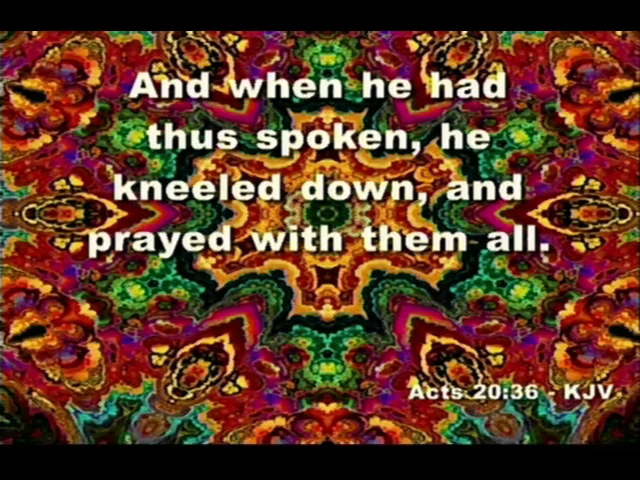 And when he had
thus spoken, he
kneeled down, and
prayed with them all.
Acts 20:36 - KJV